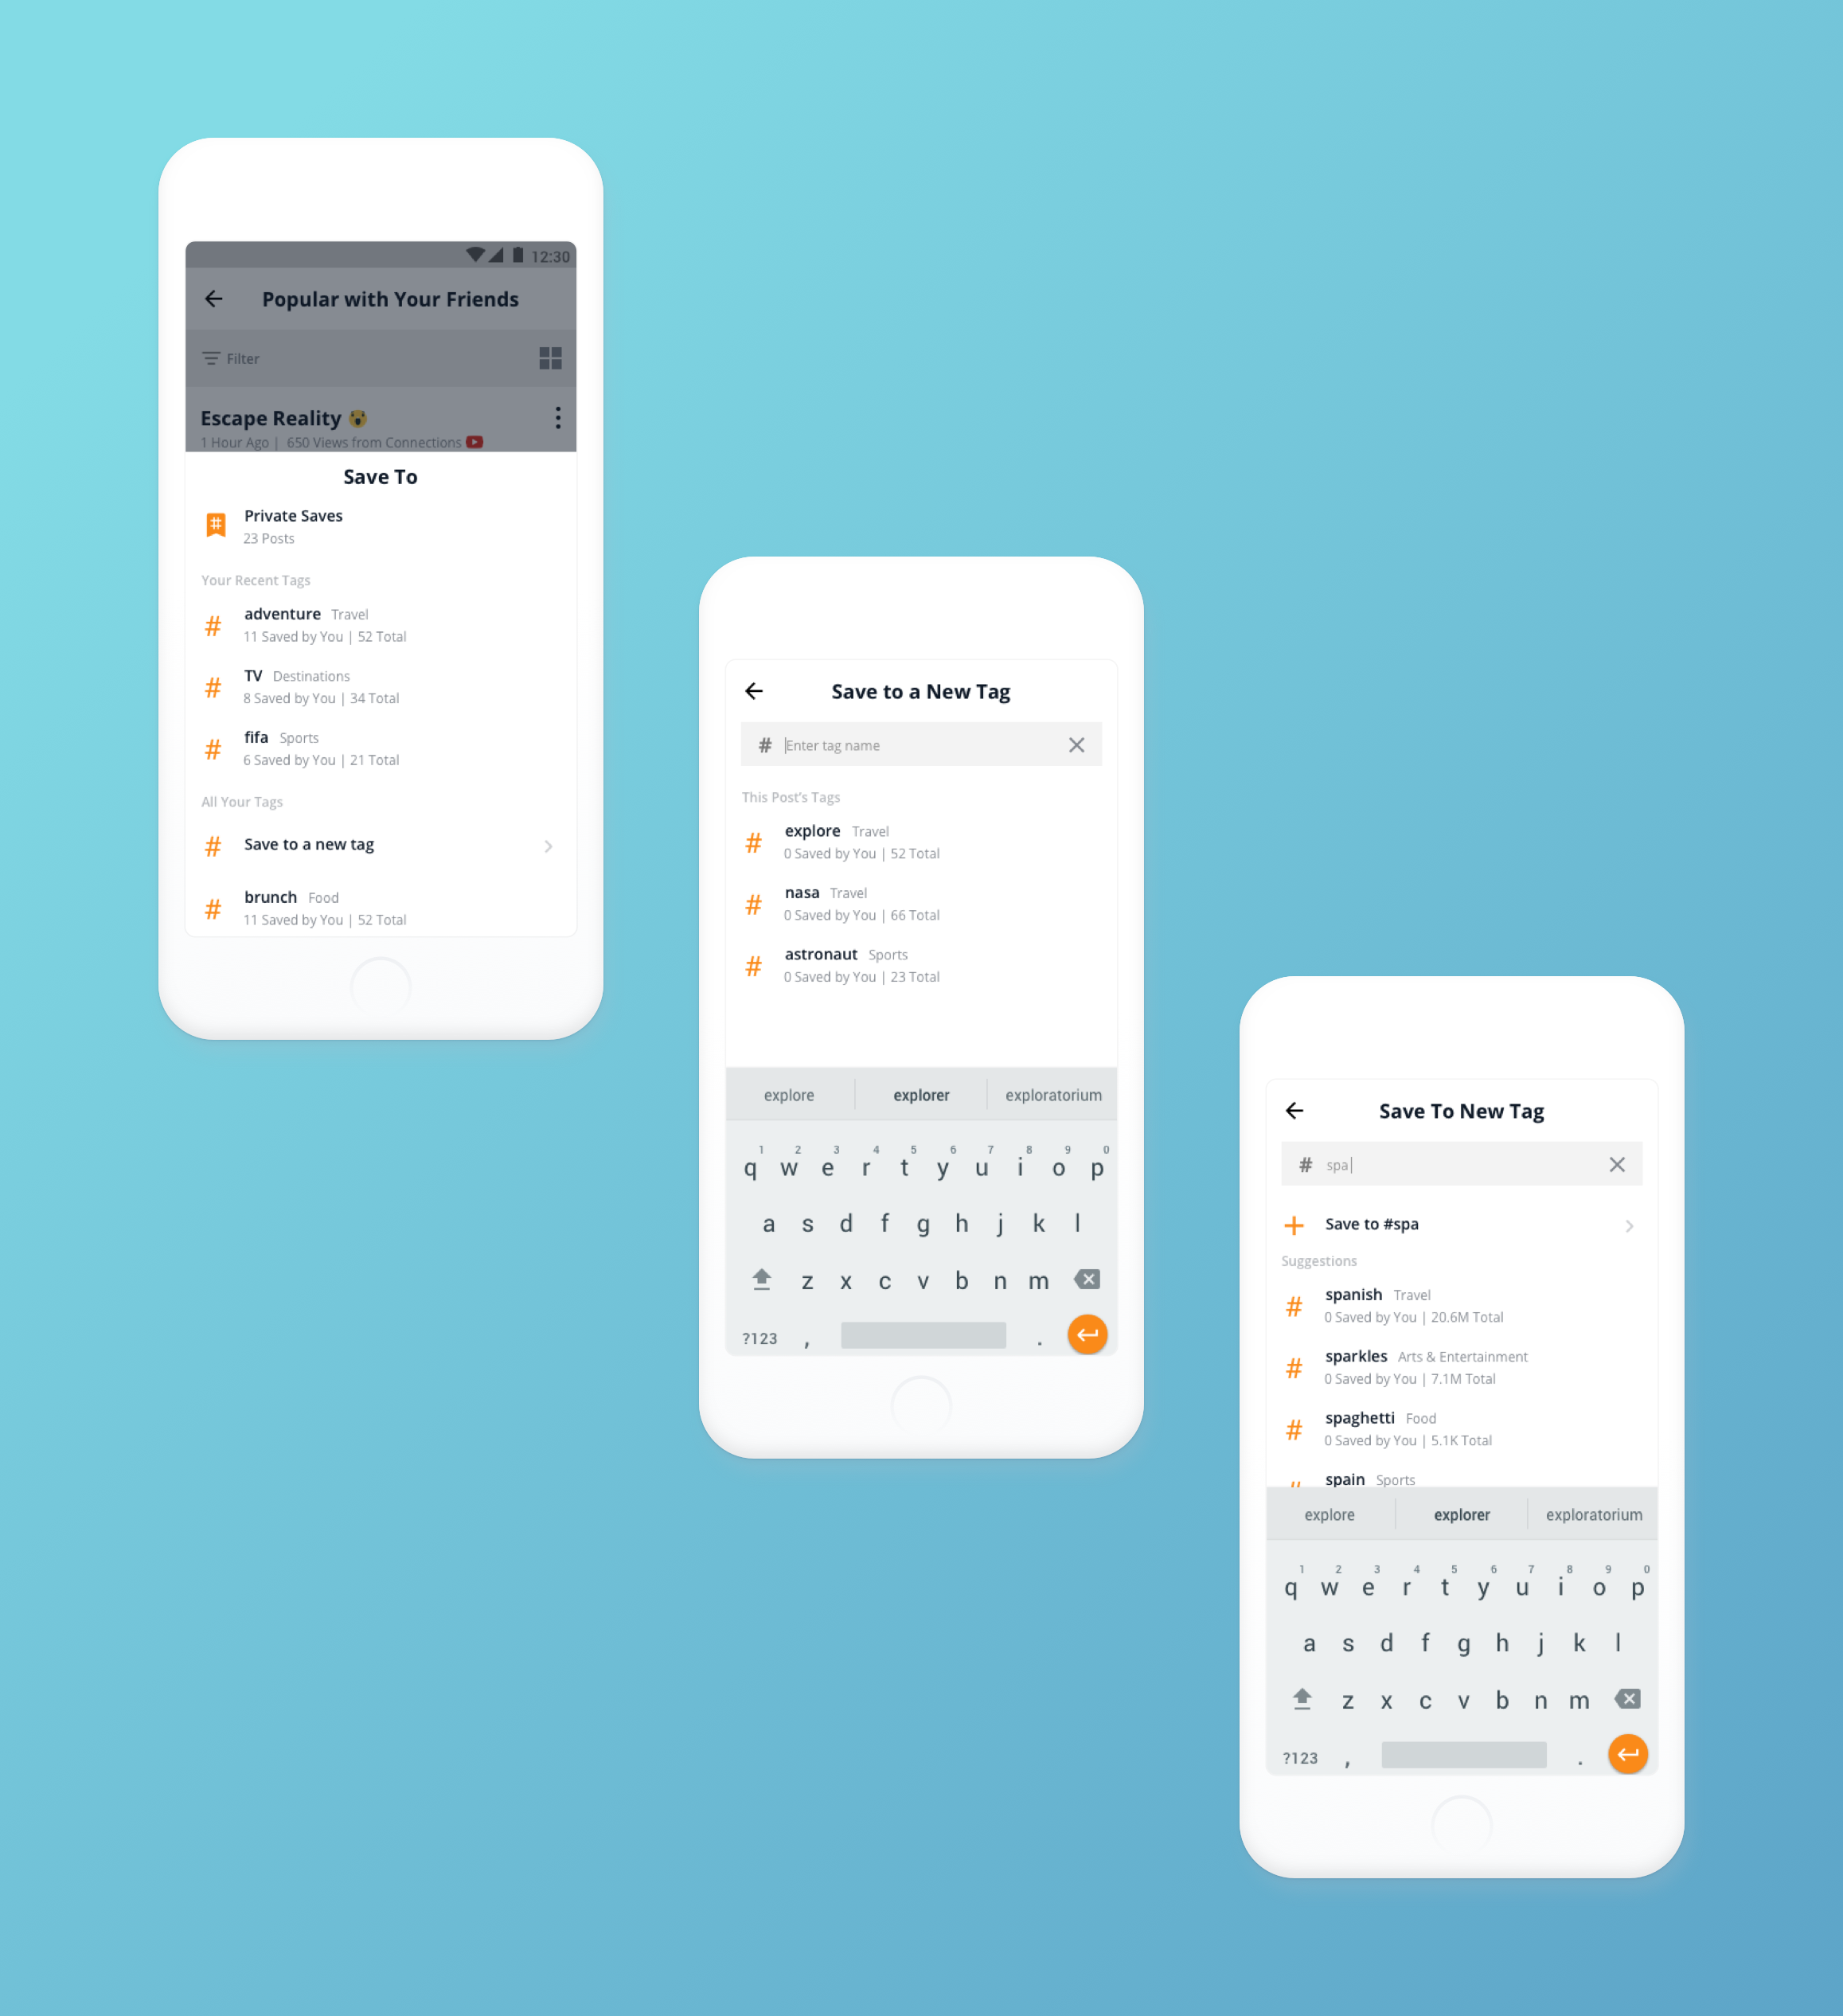 12:30
Popular with Your Friends
Filter
Escape Reality
1 Hour Ago | 650 Views from Connections
Save To
Private Saves
23 Posts
Your Recent Tags
# adventure Travel
11 Saved by You | 52 Total
# TV Destinations
8 Saved by You | 34 Total
# fifa Sports
6 Saved by You | 21 Total
All Your Tags
# Save to a new tag
# brunch Food
11 Saved by You | 52 Total
Save to a New Tag
# Enter tag name
This Post's Tags
# explore Travel
0 Saved by You | 52 Total
# nasa Travel
0 Saved by You | 66 Total
# astronaut Sports
0 Saved by You | 23 Total
explore explorer exploratorium
1 2 3 4 5 6 7 8 9 0
q w e r t y u i o p
a s d f g h j k l
z x c v b n m
?123 , .
Save To New Tag
# spa
+ Save to #spa
Suggestions
# spanish Travel
0 Saved by You | 20.6M Total
# sparkles Arts & Entertainment
0 Saved by You | 7.1M Total
# spaghetti Food
0 Saved by You | 5.1K Total
# spain Sports
explore explorer exploratorium
1 2 3 4 5 6 7 8 9 0
q w e r t y u i o p
a s d f g h j k l
z x c v b n m
?123 , .